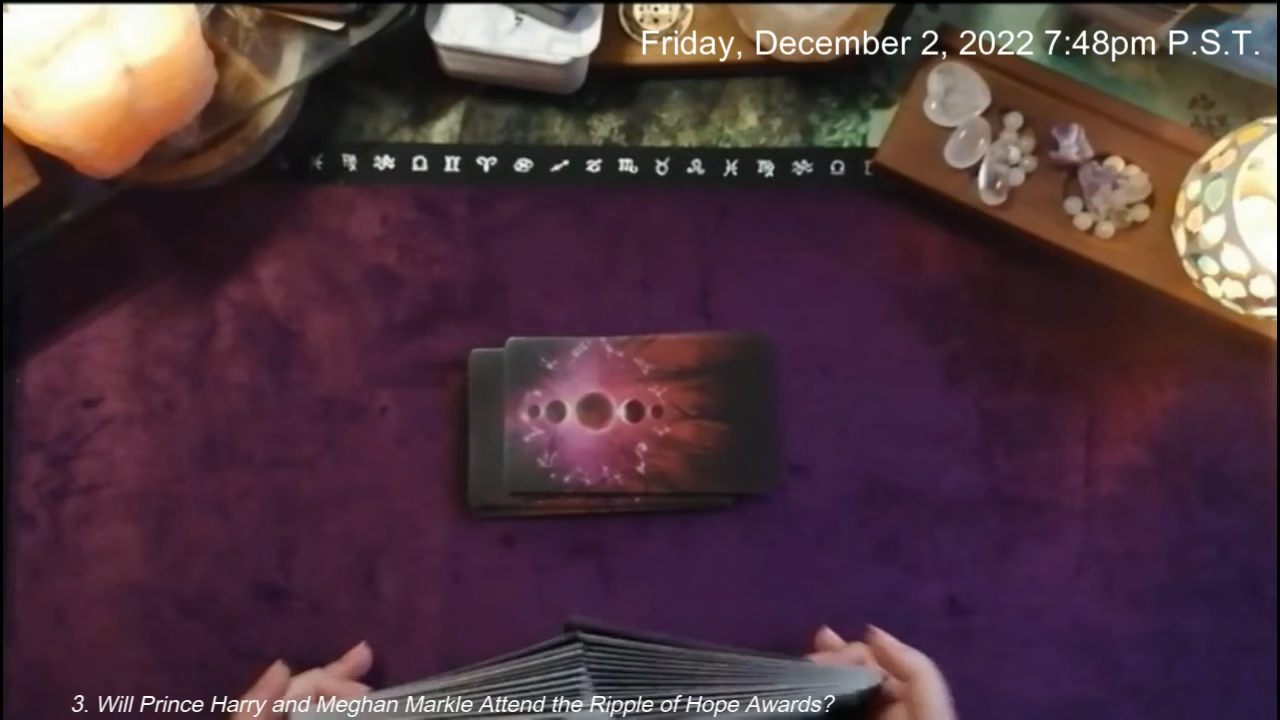 Friday, December 2, 2022 7:48pm P.S.T.
3. Will Prince Harry and Meghan Markle Attend the Ripple of Hope Awards?